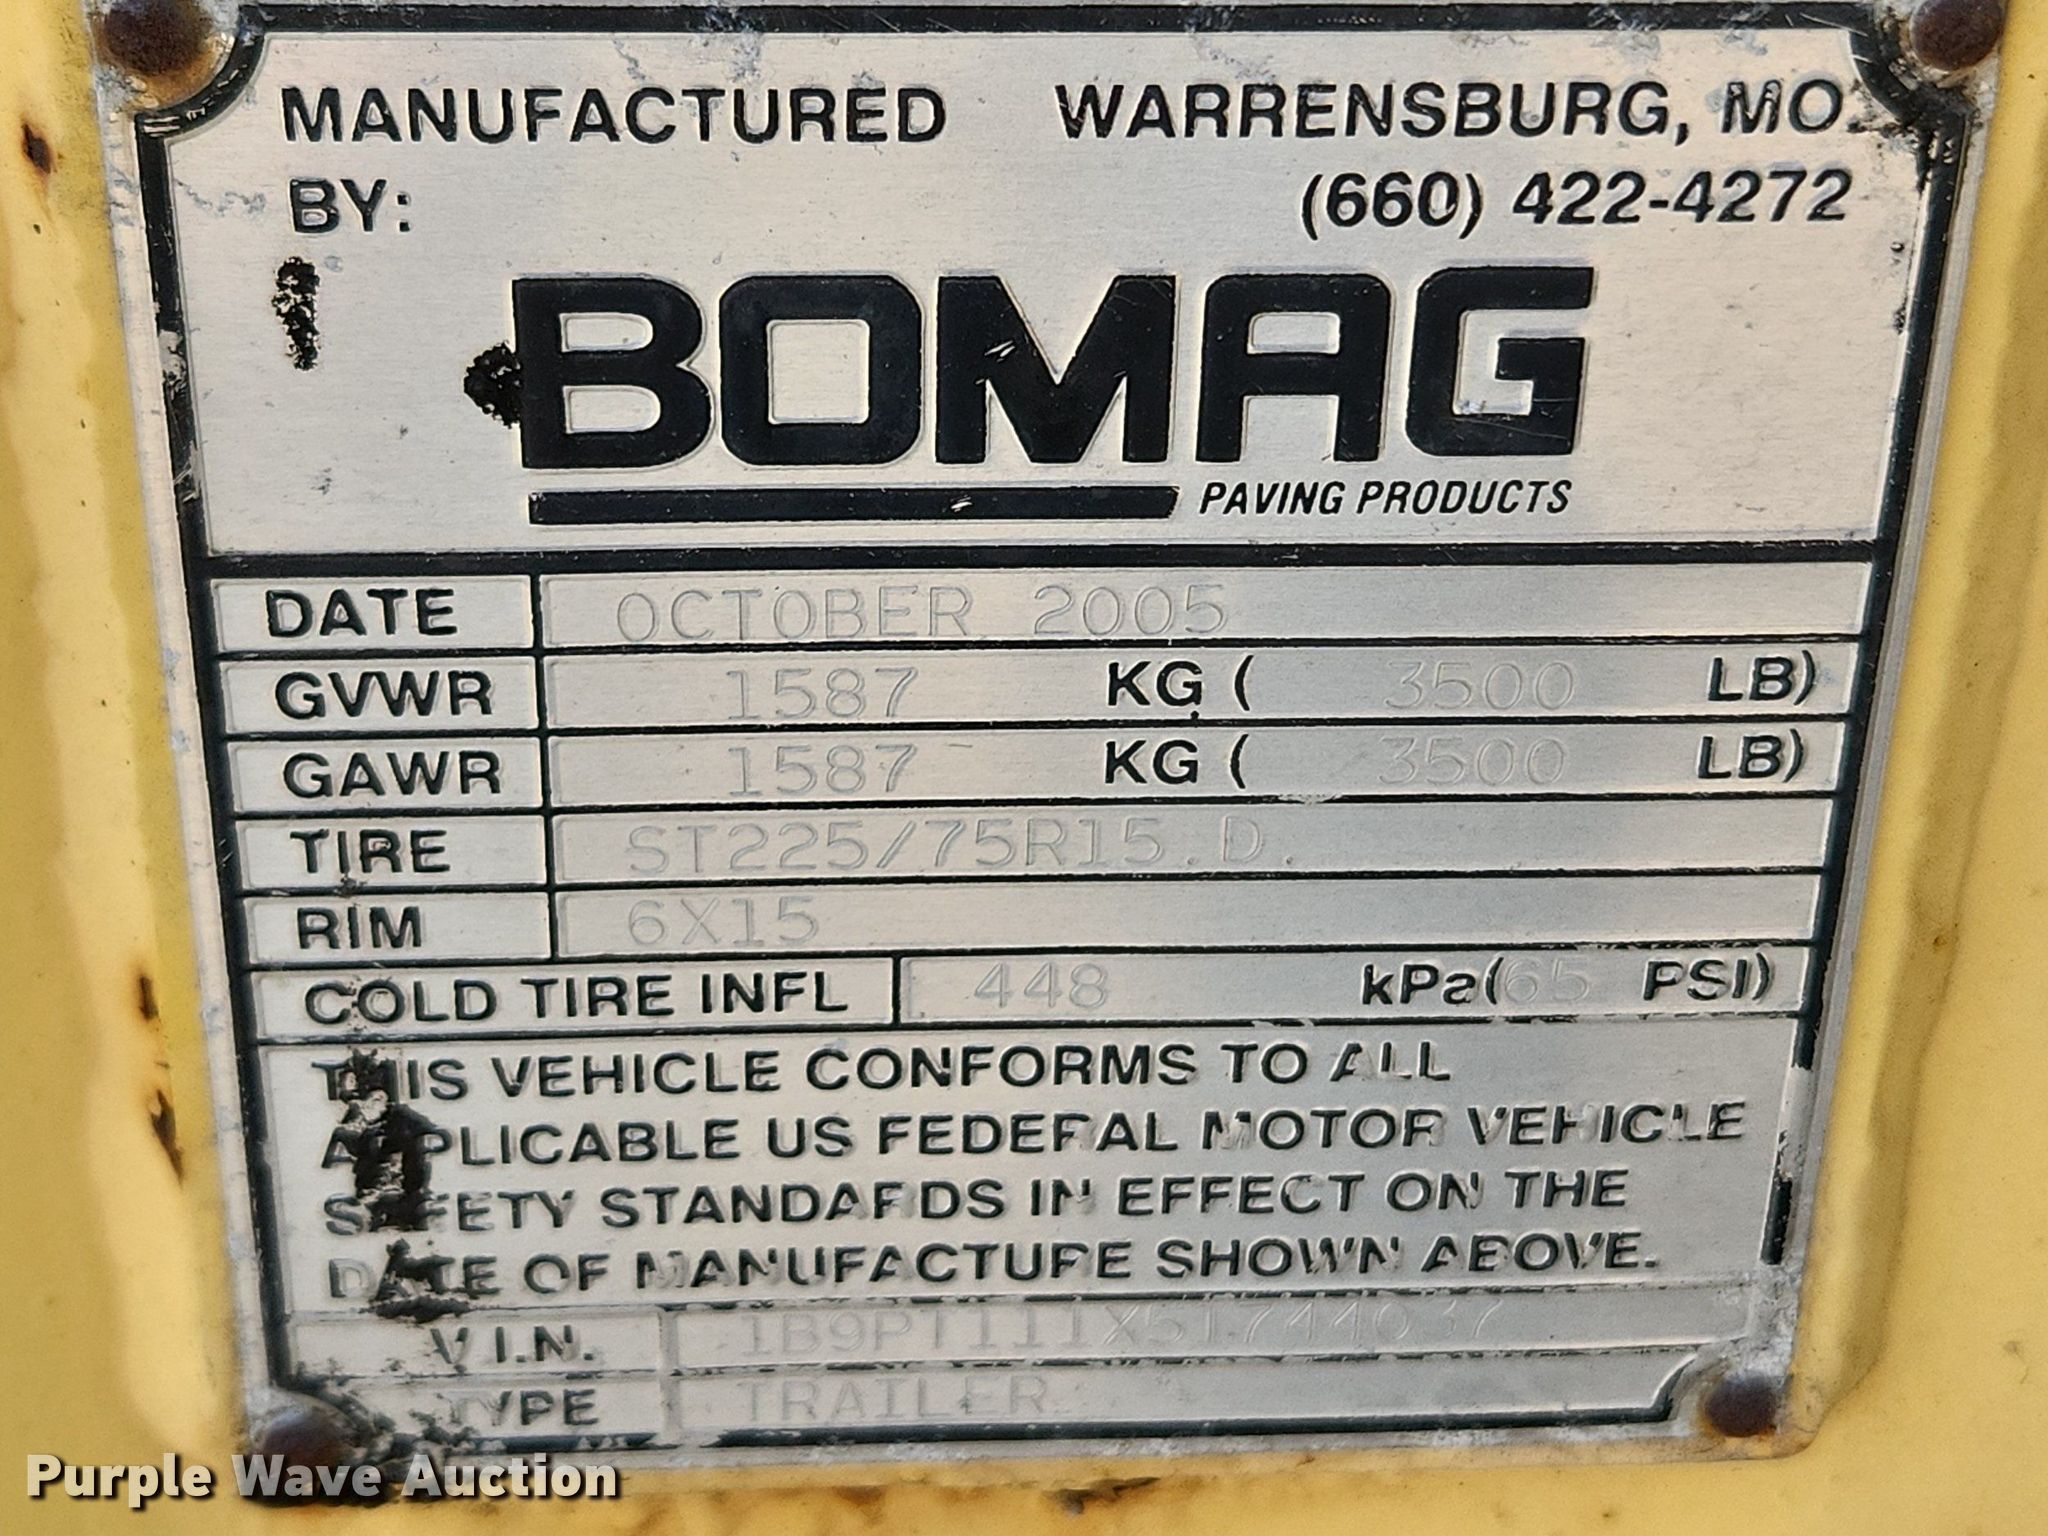 MANUFACTURED BY:
WARRENSBURG, MO.
(660) 422-4272
BOMAG
PAVING PRODUCTS
DATE OCTOBER 2005
GVWR 1587 KG ( 3500 LB)
GAWR 1587 KG ( 3500 LB)
TIRE ST225/75R15.D.
RIM 6X15
COLD TIRE INFL 448 kPa ( 65 PSI)
THIS VEHICLE CONFORMS TO ALL
APPLICABLE US FEDERAL MOTOR VEHICLE
SAFETY STANDARDS IN EFFECT ON THE
DATE OF MANUFACTURE SHOWN ABOVE.
V.I.N.
TYPE TRAILER
Purple Wave Auction